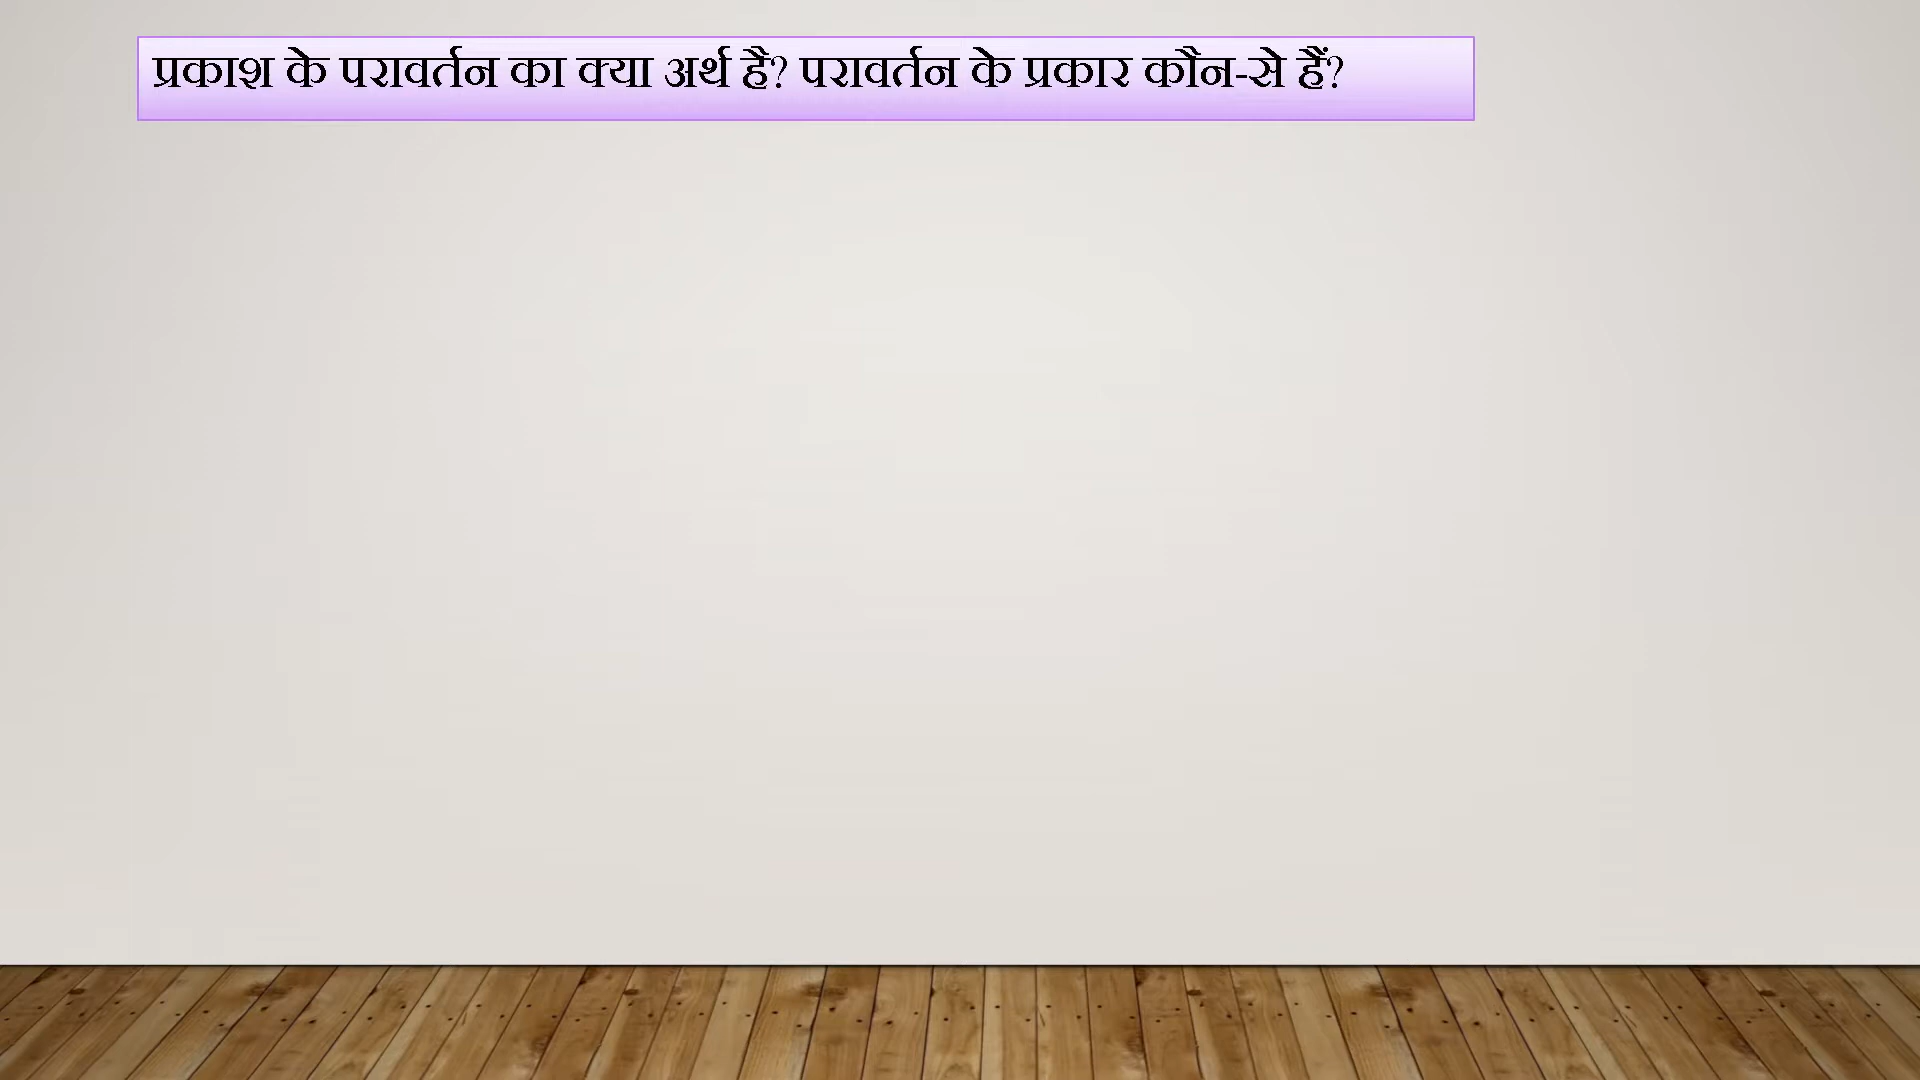 प्रकाश के परावर्तन का क्या अर्थ है? परावर्तन के प्रकार कौन-से हैं?